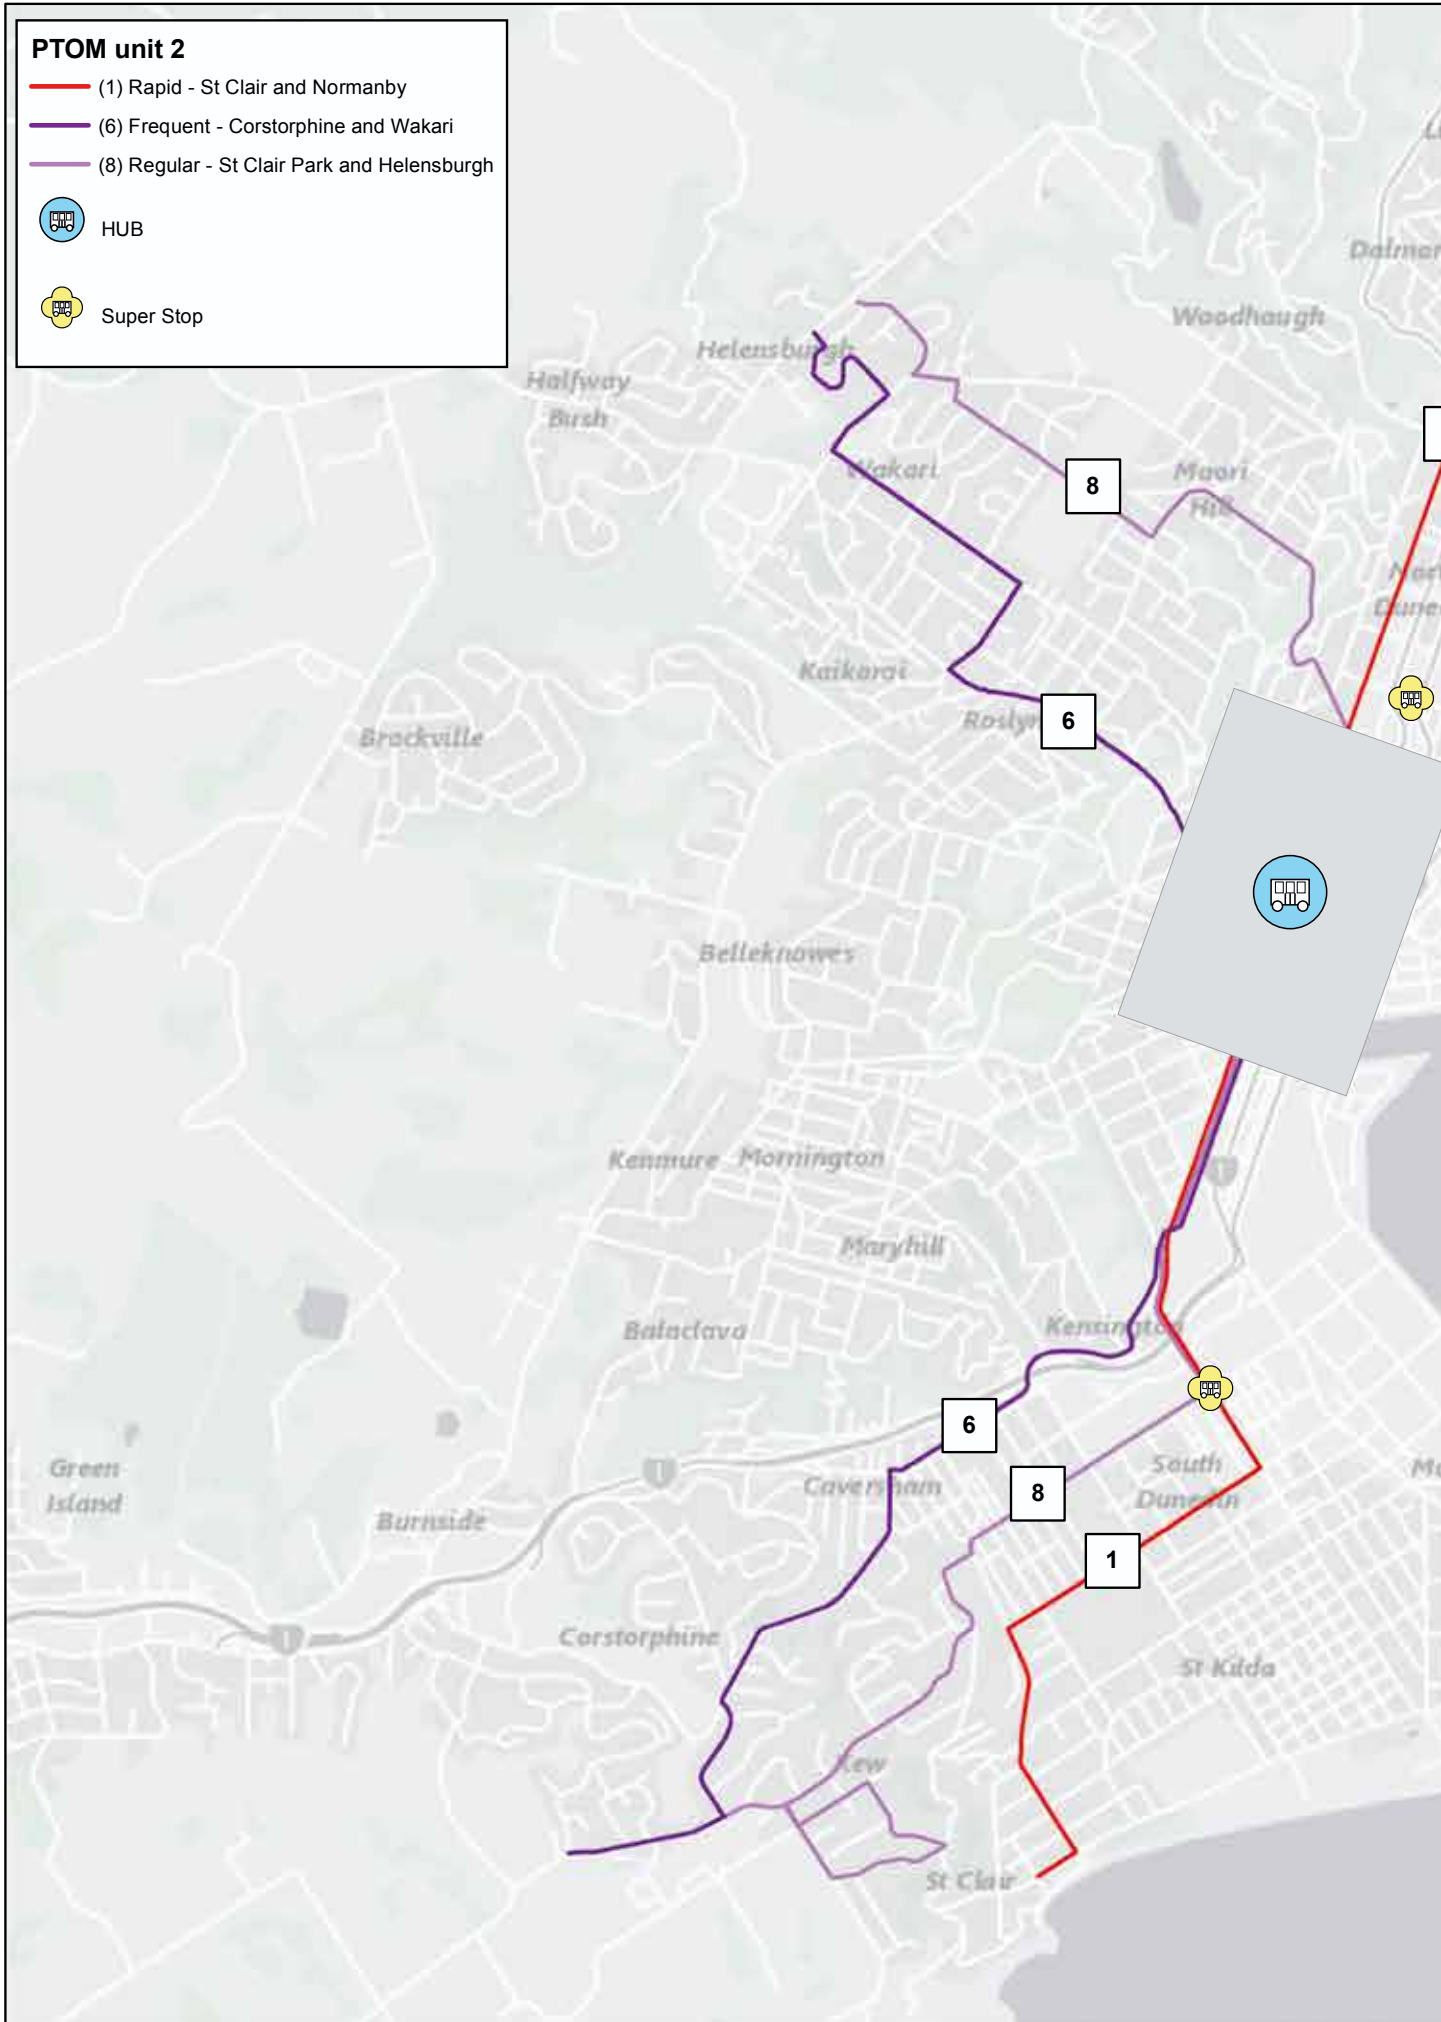 PTOM unit 2
(1) Rapid - St Clair and Normanby
(6) Frequent - Corstorphine and Wakari
(8) Regular - St Clair Park and Helensburgh
HUB
Super Stop
Woodhaugh
Helensburgh
Halfway
Bush
Wakari
8
Maori
Hill
Kaikorai
Roslyn
6
Brockville
Belleknowes
1
Kenmure
Mornington
Maryhill
Balaclava
Kensington
6
Green
Island
1
Caversham
8
South
Dunedin
Burnside
1
1
Corstorphine
St Kilda
Kew
St Clair